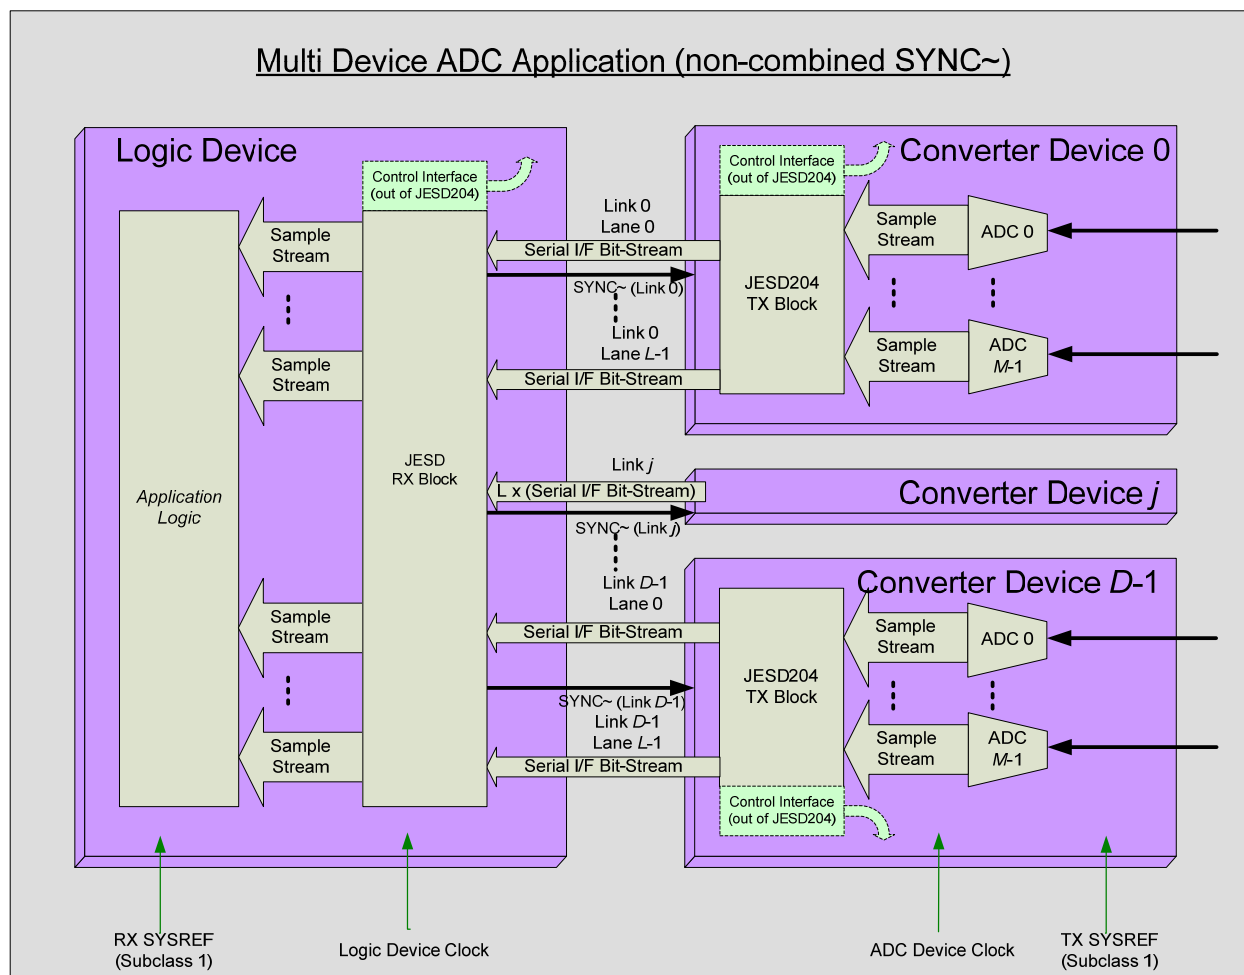 Multi Device ADC Application (non-combined SYNC~)
Logic Device
Control Interface
(out of JESD204)
Sample
Stream
Sample
Stream
Application
Logic
JESD
RX Block
Sample
Stream
Sample
Stream
Link 0
Lane 0
Serial I/F Bit-Stream
SYNC~ (Link 0)
Link 0
Lane L-1
Serial I/F Bit-Stream
Link j
L x (Serial I/F Bit-Stream)
SYNC~ (Link j)
Link D-1
Lane 0
Serial I/F Bit-Stream
SYNC~ (Link D-1)
Link D-1
Lane L-1
Serial I/F Bit-Stream
Converter Device 0
Control Interface
(out of JESD204)
JESD204
TX Block
Sample
Stream
ADC 0
Sample
Stream
ADC
M-1
Converter Device j
Converter Device D-1
JESD204
TX Block
Sample
Stream
ADC 0
Sample
Stream
ADC
M-1
Control Interface
(out of JESD204)
RX SYSREF
(Subclass 1)
Logic Device Clock
ADC Device Clock
TX SYSREF
(Subclass 1)